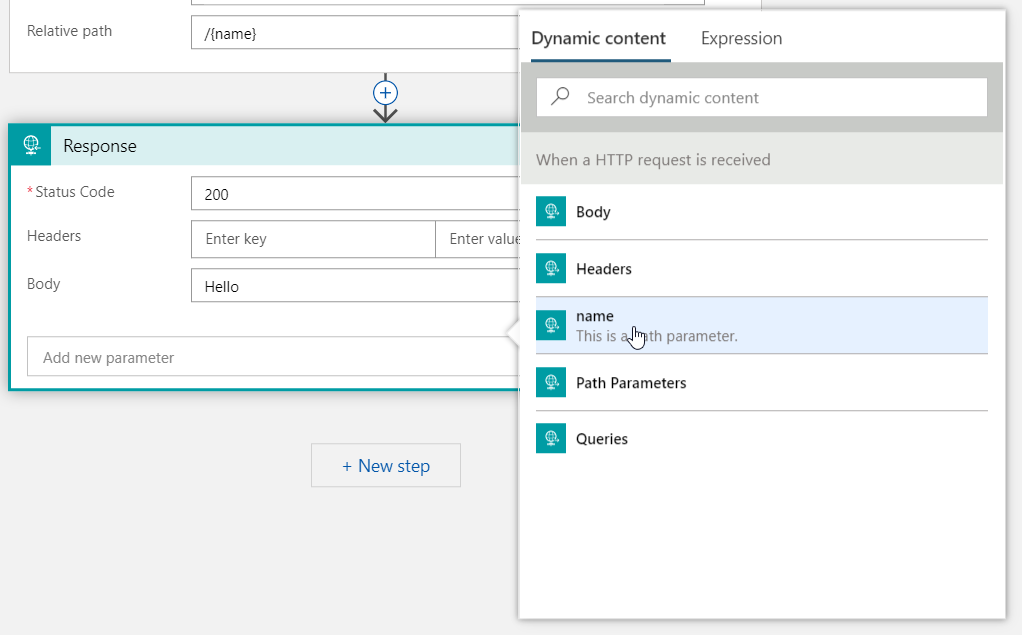 Relative path
/{name}
Response
*Status Code
200
Headers
Enter key
Enter value
Body
Hello
Add new parameter
+ New step
Dynamic content
Expression
Search dynamic content
When a HTTP request is received
Body
Headers
name
This is a path parameter.
Path Parameters
Queries